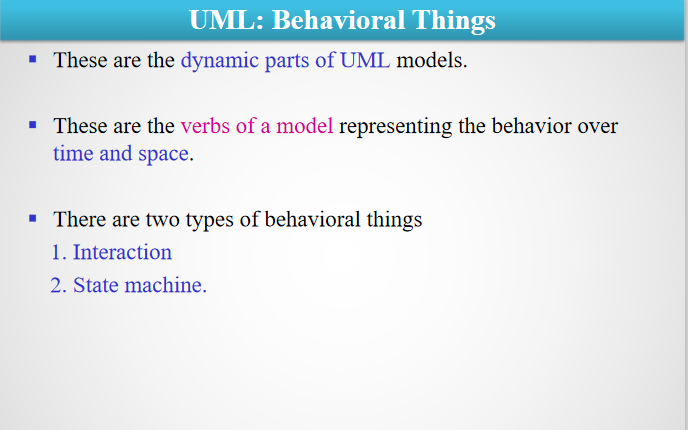 UML: Behavioral Things
▪ These are the dynamic parts of UML models.
▪ These are the verbs of a model representing the behavior over
time and space.
▪ There are two types of behavioral things
1. Interaction
2. State machine.